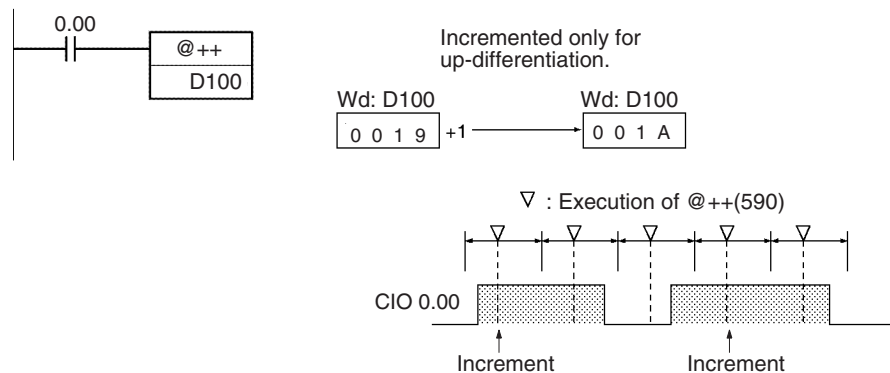 0.00
@++
D100
Incremented only for
up-differentiation.
Wd: D100
Wd: D100
0 0 1 9 +1
0 0 1 A
▽ : Execution of @++(590)
CIO 0.00
Increment
Increment